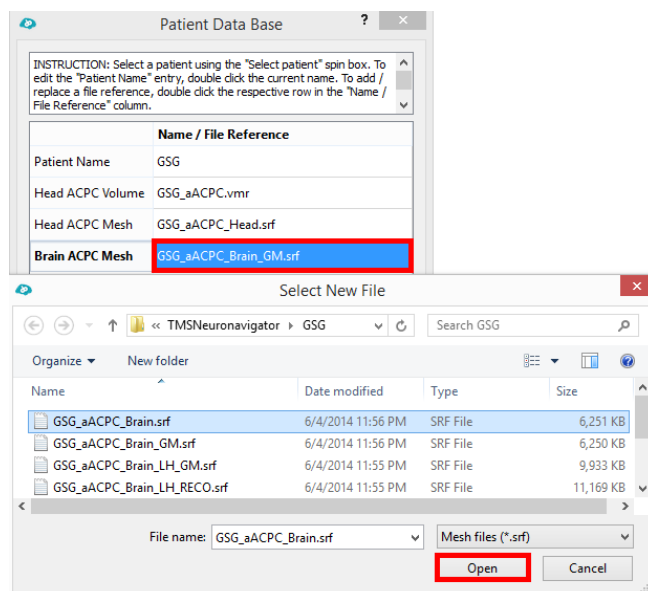 Patient Data Base ? ×
INSTRUCTION: Select a patient using the "Select patient" spin box. To
edit the "Patient Name" entry, double click the current name. To add /
replace a file reference, double click the respective row in the "Name /
File Reference" column.
Name / File Reference
Patient Name GSG
Head ACPC Volume GSG_aACPC.vmr
Head ACPC Mesh GSG_aACPC_Head.srf
Brain ACPC Mesh GSG_aACPC_Brain_GM.srf
Select New File ×
« TMSNeuronavigator GSG Search GSG
Organize New folder ?
Name Date modified Type Size
GSG_aACPC_Brain.srf 6/4/2014 11:56 PM SRF File 6,251 KB
GSG_aACPC_Brain_GM.srf 6/4/2014 11:56 PM SRF File 6,250 KB
GSG_aACPC_Brain_LH_GM.srf 6/4/2014 11:55 PM SRF File 9,933 KB
GSG_aACPC_Brain_LH_RECO.srf 6/4/2014 11:55 PM SRF File 11,169 KB
File name: GSG_aACPC_Brain.srf Mesh files (*.srf)
Open Cancel